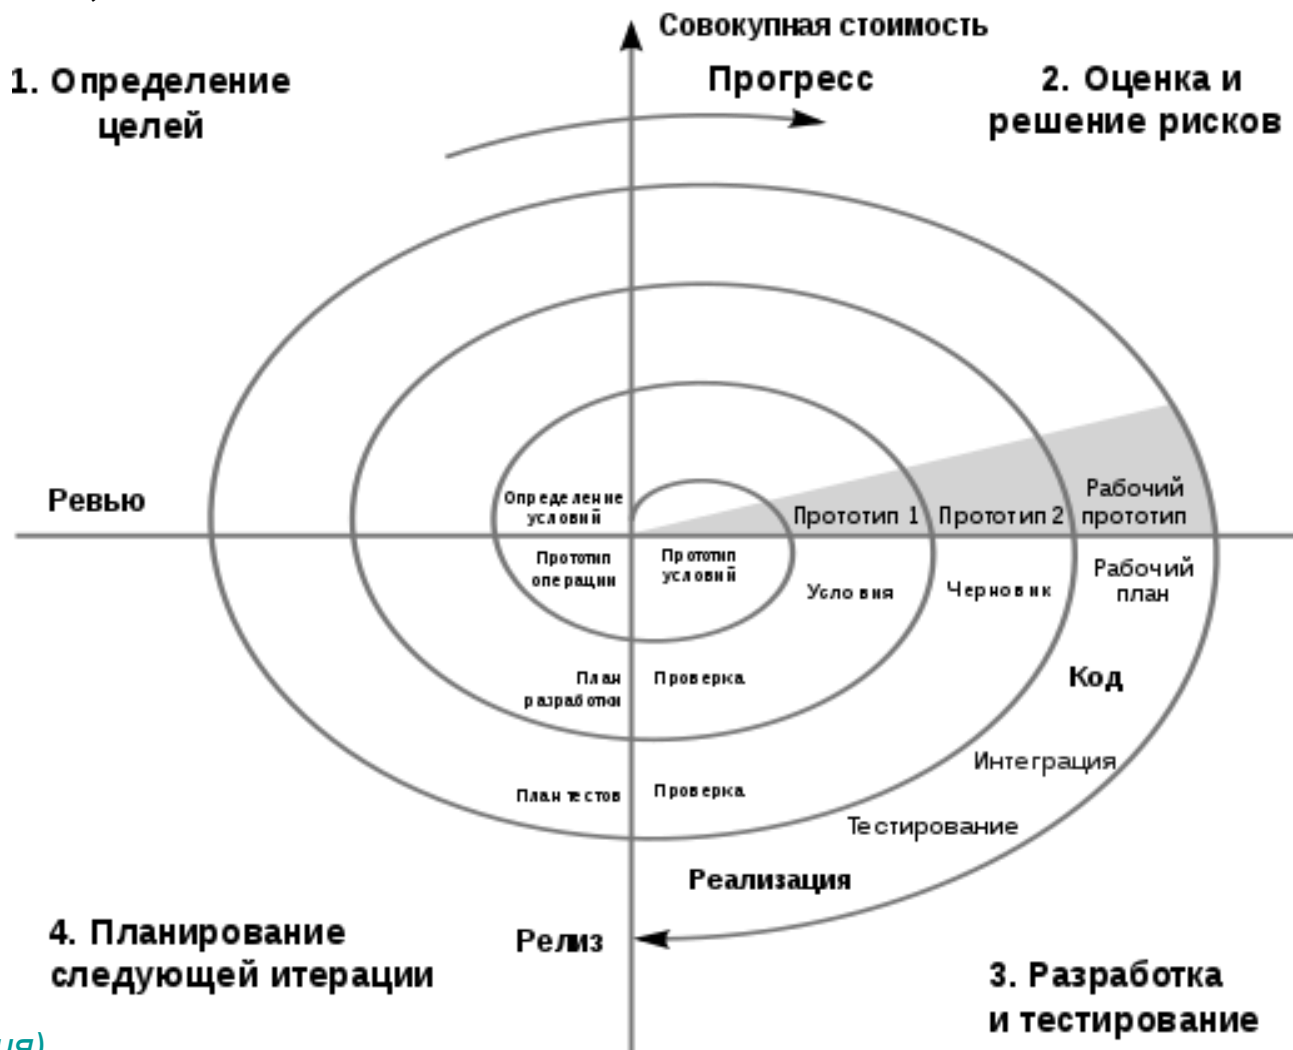 Совокупная стоимость
1. Определение
целей
Прогресс
2. Оценка и
решение рисков
Ревью
Определение
условий
Прототип 1
Прототип 2
Рабочий
прототип
Прототип
операции
Прототип
условий
Условия
Черновик
Рабочий
план
План
разработки
Проверка
Код
Интеграция
План тестов
Проверка
Тестирование
Реализация
Релиз
4. Планирование
следующей итерации
3. Разработка
и тестирование